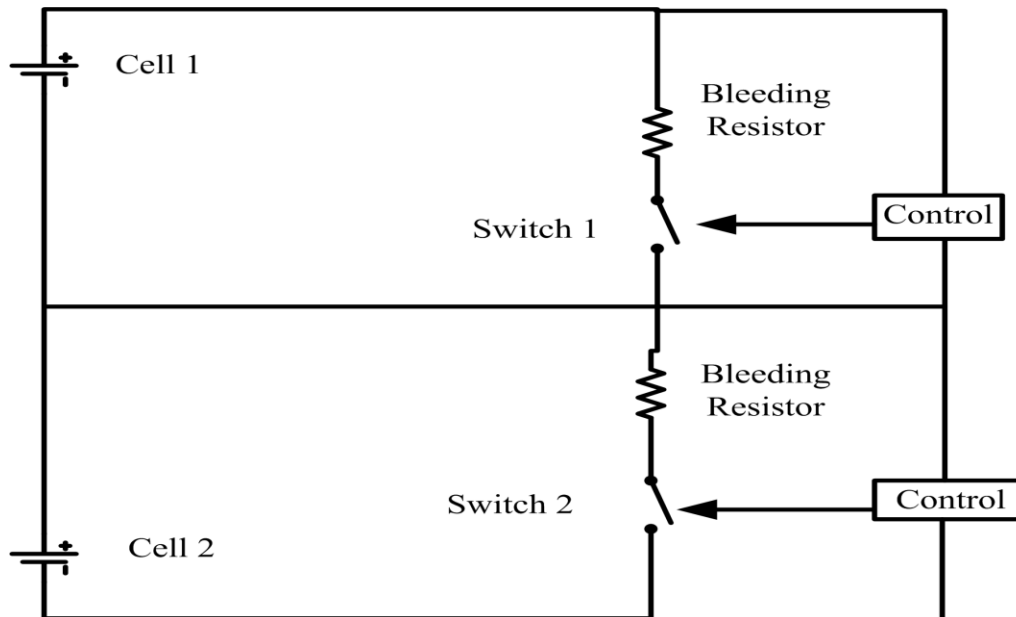 Cell 1
Bleeding
Resistor
Control
Switch 1
Bleeding
Resistor
Control
Switch 2
Cell 2